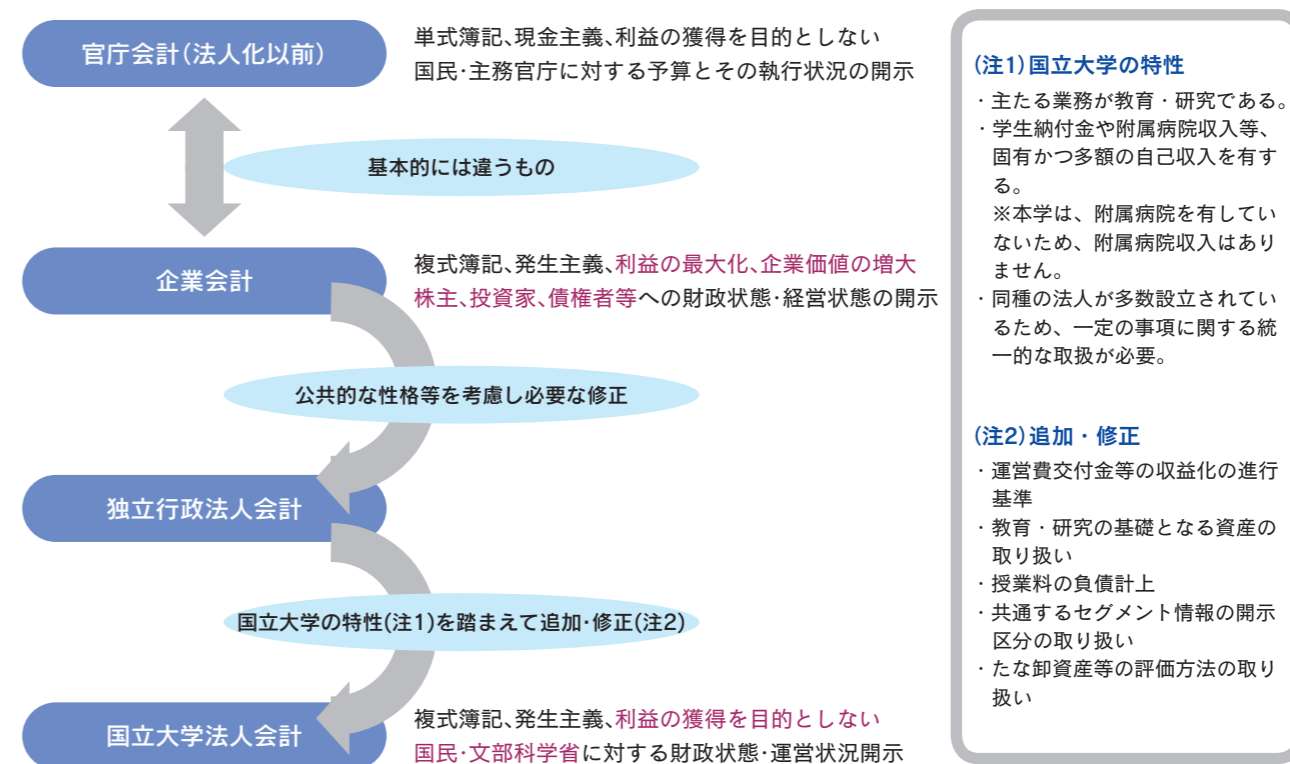 官庁会計(法人化以前)
単式簿記、現金主義、利益の獲得を目的としない
国民･主務官庁に対する予算とその執行状況の開示
基本的には違うもの
企業会計
複式簿記、発生主義、利益の最大化、企業価値の増大
株主、投資家、債権者等への財政状態･経営状態の開示
公共的な性格等を考慮し必要な修正
独立行政法人会計
国立大学の特性(注1)を踏まえて追加･修正(注2)
国立大学法人会計
複式簿記、発生主義、利益の獲得を目的としない
国民･文部科学省に対する財政状態･運営状況開示
(注1)国立大学の特性
・主たる業務が教育・研究である。
・学生納付金や附属病院収入等、
固有かつ多額の自己収入を有す
る。
※本学は、附属病院を有してい
ないため、附属病院収入はあり
ません。
・同種の法人が多数設立されてい
るため、一定の事項に関する統
一的な取扱が必要。
(注2)追加・修正
・運営費交付金等の収益化の進行
基準
・教育・研究の基礎となる資産の
取り扱い
・授業料の負債計上
・共通するセグメント情報の開示
区分の取り扱い
・たな卸資産等の評価方法の取り
扱い